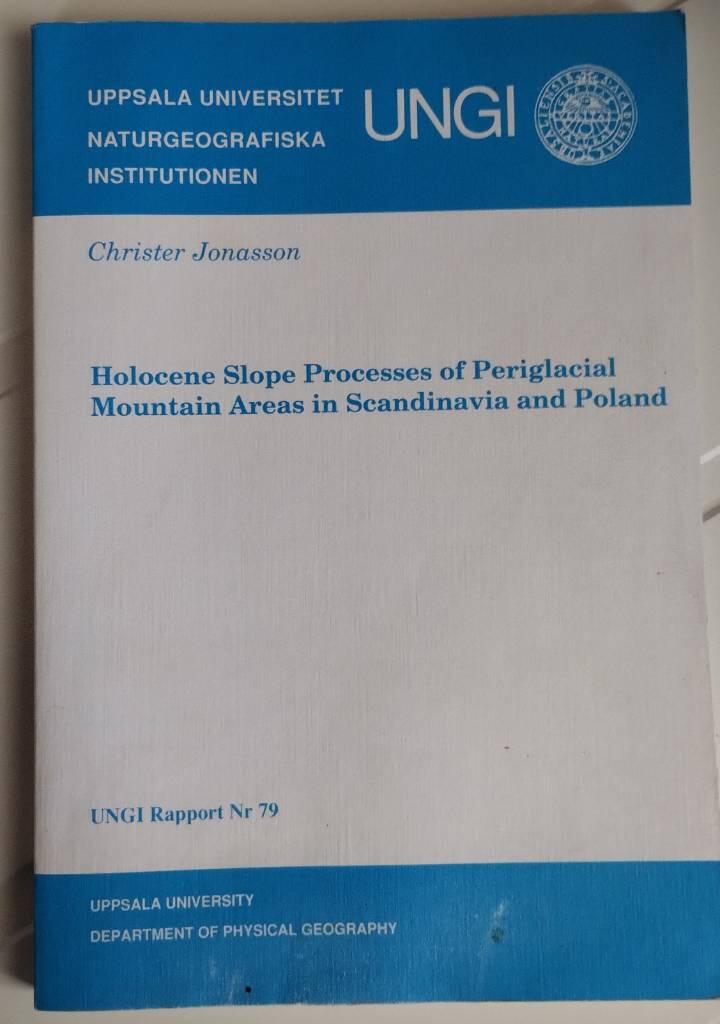 UPPSALA UNIVERSITET
NATURGEOGRAFISKA
INSTITUTIONEN
UNGI
Christer Jonasson
Holocene Slope Processes of Periglacial
Mountain Areas in Scandinavia and Poland
UNGI Rapport Nr 79
UPPSALA UNIVERSITY
DEPARTMENT OF PHYSICAL GEOGRAPHY